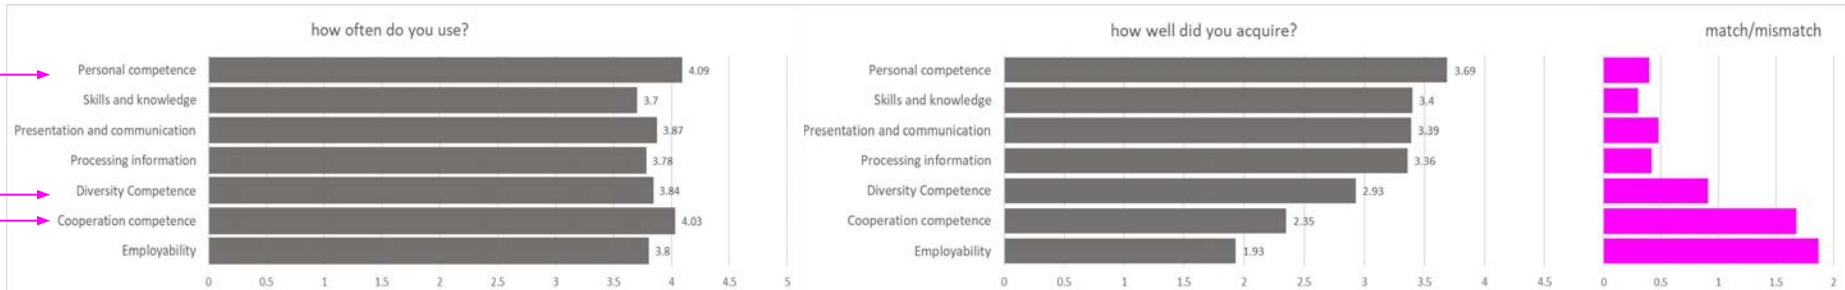 how often do you use?
Personal competence 4.09
Skills and knowledge 3.7
Presentation and communication 3.87
Processing information 3.78
Diversity Competence 3.84
Cooperation competence 4.03
Employability 3.8
0 0.5 1 1.5 2 2.5 3 3.5 4 4.5 5
how well did you acquire?
Personal competence 3.69
Skills and knowledge 3.4
Presentation and communication 3.39
Processing information 3.36
Diversity Competence 2.93
Cooperation competence 2.35
Employability 1.93
0 0.5 1 1.5 2 2.5 3 3.5 4 4.5
match/mismatch
0 0.5 1 1.5 2